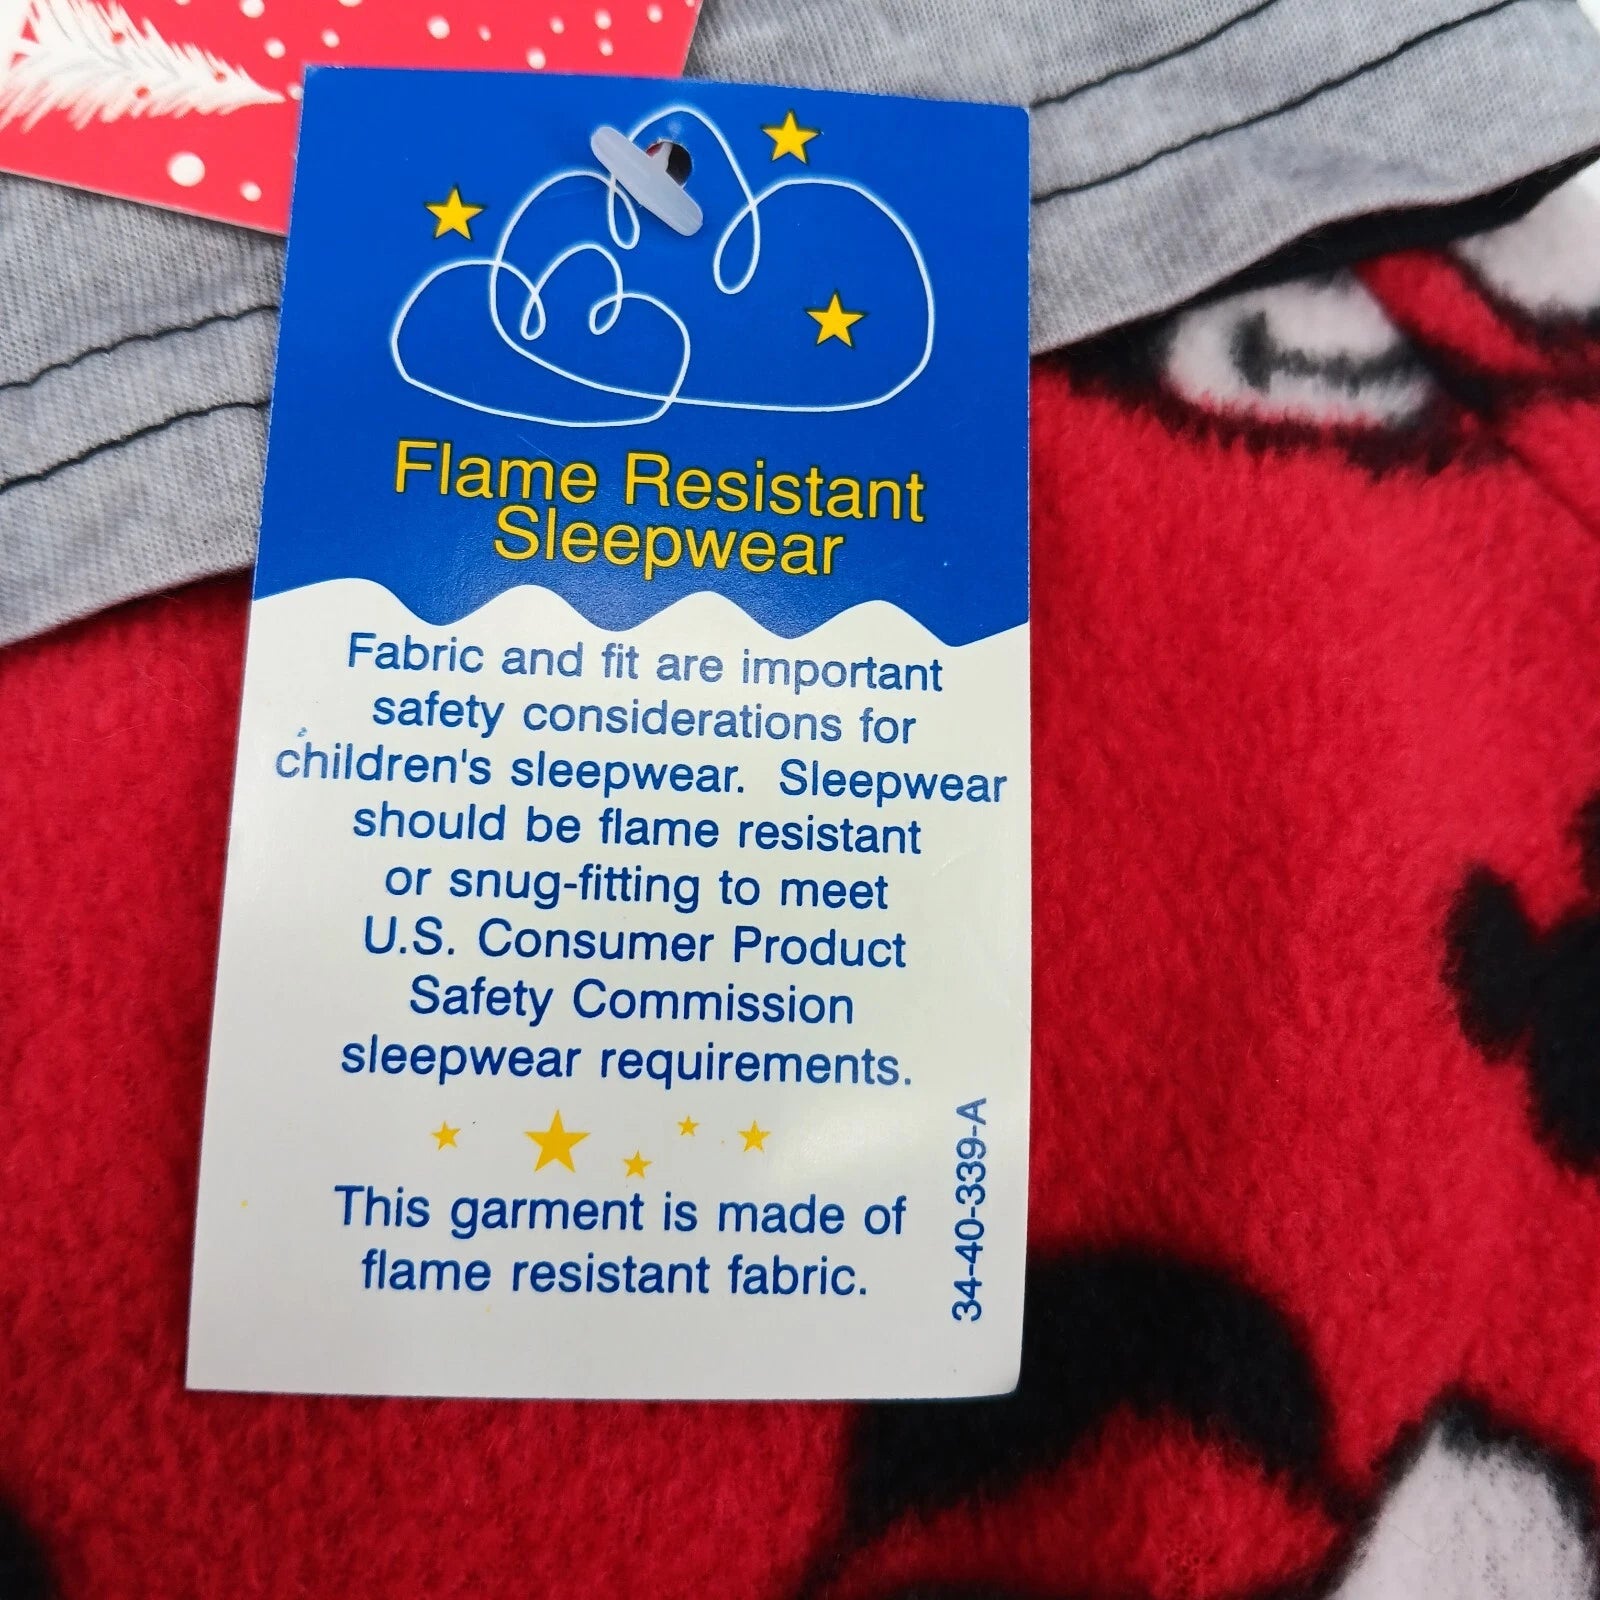 Flame Resistant
Sleepwear
Fabric and fit are important
safety considerations for
children's sleepwear.  Sleepwear
should be flame resistant
or snug-fitting to meet
U.S. Consumer Product
Safety Commission
sleepwear requirements.
This garment is made of
flame resistant fabric.
34-40-339-A